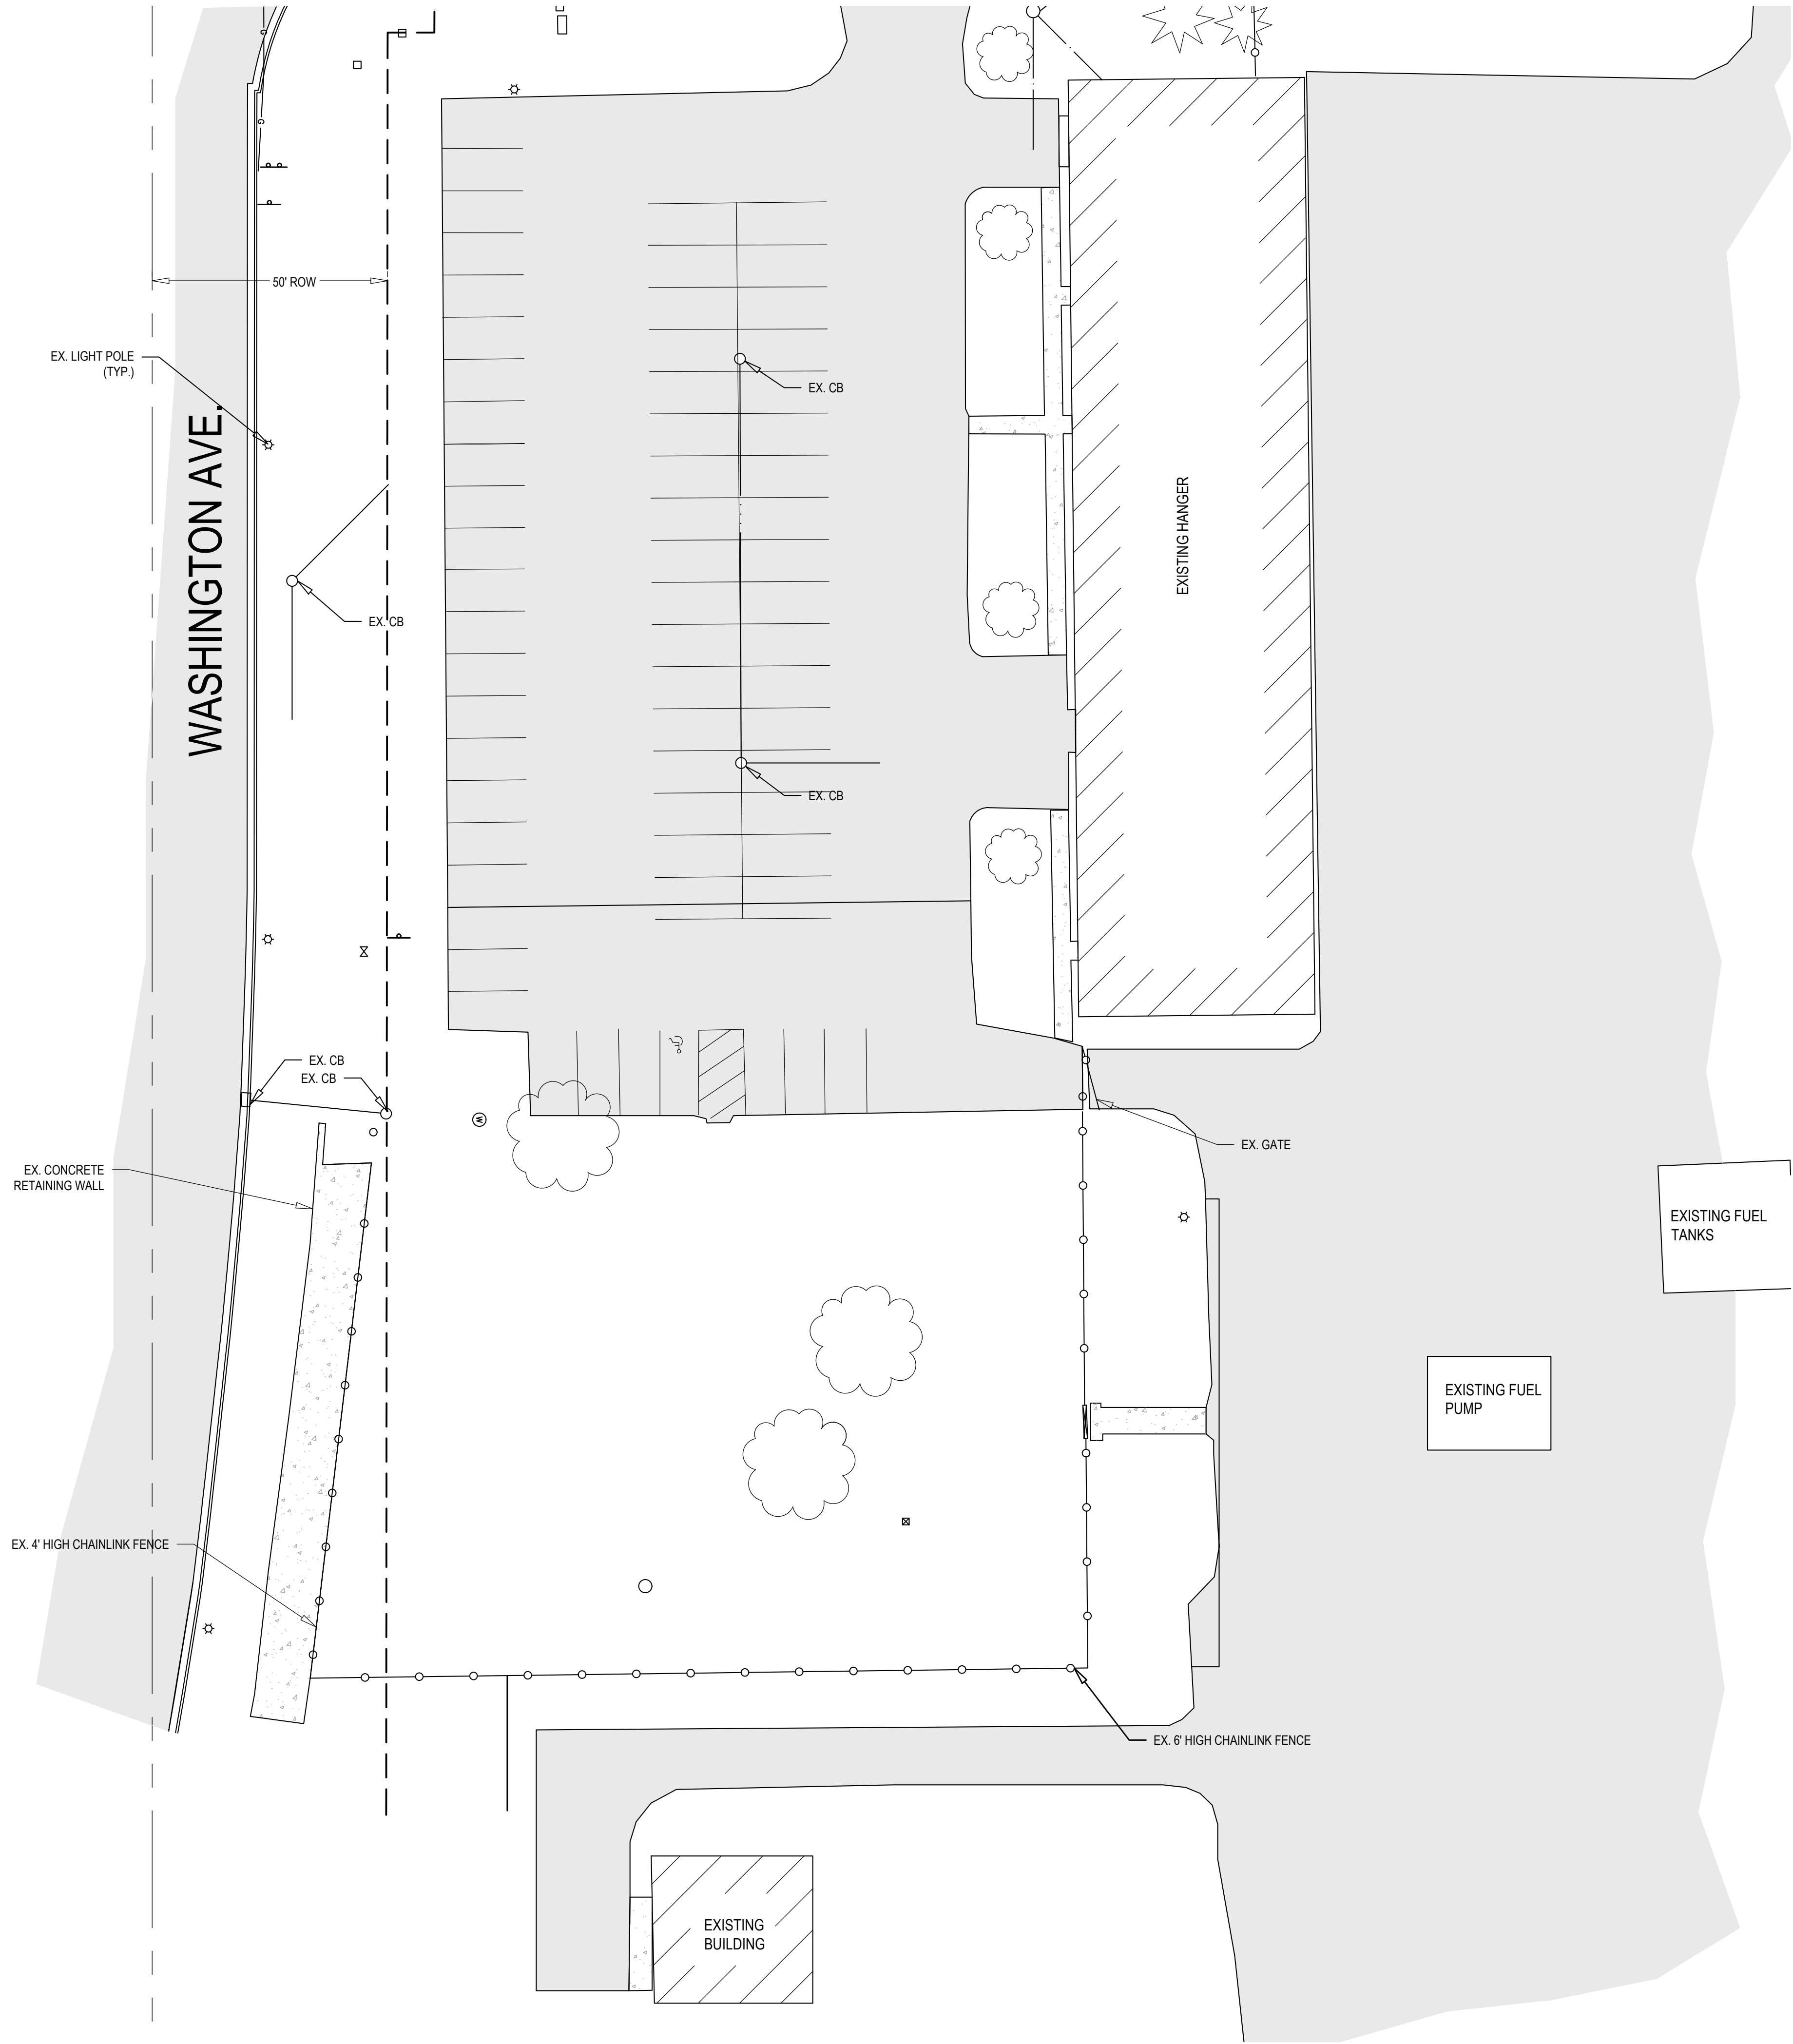 G
G
50' ROW
EX. LIGHT POLE
(TYP.)
EX. CB
WASHINGTON AVE.
EXISTING HANGER
EX. CB
EX. CB
EX. CB
EX. CB
W
EX. GATE
EX. CONCRETE
RETAINING WALL
EXISTING FUEL
TANKS
EXISTING FUEL
PUMP
EX. 4' HIGH CHAINLINK FENCE
EX. 6' HIGH CHAINLINK FENCE
EXISTING
BUILDING